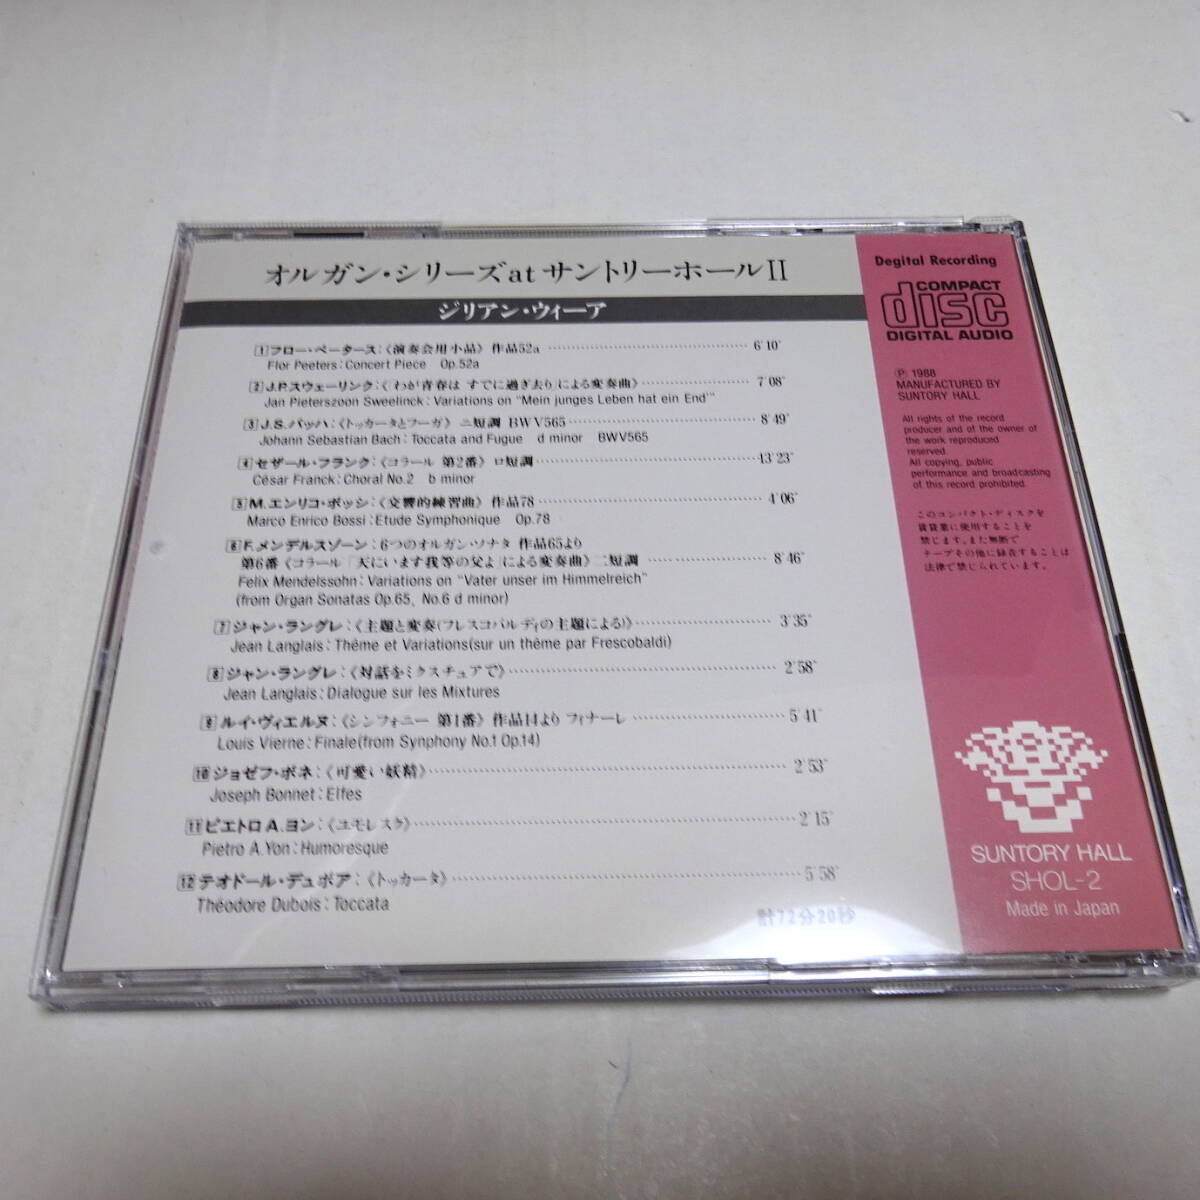 オルガン・シリーズatサントリーホールII
ジリアン・ウィーア
1 フロー・ペータース:《演奏会用小品》 作品52a 6'10"
Flor Peeters:Concert Piece Op.52a
2 J.P.スウェーリンク:《「わが青春は すでに過ぎ去り」による変奏曲》 7'08"
Jan Pieterszoon Sweelinck:Variations on "Mein junges Leben hat ein End'"
3 J.S.バッハ:《トッカータとフーガ》 ニ短調 BWV565 8'49"
Johann Sebastian Bach:Toccata and Fugue d minor BWV565
4 セザール・フランク:《コラール 第2番》 ロ短調 13'23"
César Franck:Choral No.2 b minor
5 M.エンリコ・ボッシ:《交響的練習曲》 作品78 4'06"
Marco Enrico Bossi:Etude Symphonique Op.78
6 F.メンデルスゾーン:6つのオルガン・ソナタ 作品65より
第6番《コラール「天にいます我等の父よ」による変奏曲》 ニ短調 8'46"
Felix Mendelssohn:Variations on "Vater unser im Himmelreich"
(from Organ Sonatas Op.65, No.6 d minor)
7 ジャン・ラングレ:《主題と変奏(フレスコバルディの主題による)》 3'35"
Jean Langlais:Thême et Variations(sur un thême par Frescobaldi)
8 ジャン・ラングレ:《対話をミクスチュアで》 2'58"
Jean Langlais:Dialogue sur les Mixtures
9 ルイ・ヴィエルヌ:《シンフォニー 第1番》 作品14より フィナーレ 5'41"
Louis Vierne:Finale(from Synphony No.1 Op.14)
10 ジョゼフ・ボネ:《可愛い妖精》 2'53"
Joseph Bonnet:Elfes
11 ピエトロ A.ヨン:《ユモレスク》 2'15"
Pietro A.Yon:Humoresque
12 テオドール・デュボア:《トッカータ》 5'58"
Théodore Dubois:Toccata
計72分20秒
Degital Recording
COMPACT
disc
DIGITAL AUDIO
Ⓟ 1988
MANUFACTURED BY
SUNTORY HALL
All rights of the record
producer and of the owner of
the work reproduced
reserved.
All copying, public
performance and broadcasting
of this record prohibited.
このコンパクト・ディスクを
賃貸業に使用することを
禁じます。また無断で
テープその他に録音することは
法律で禁じられています。
SUNTORY HALL
SHOL-2
Made in Japan